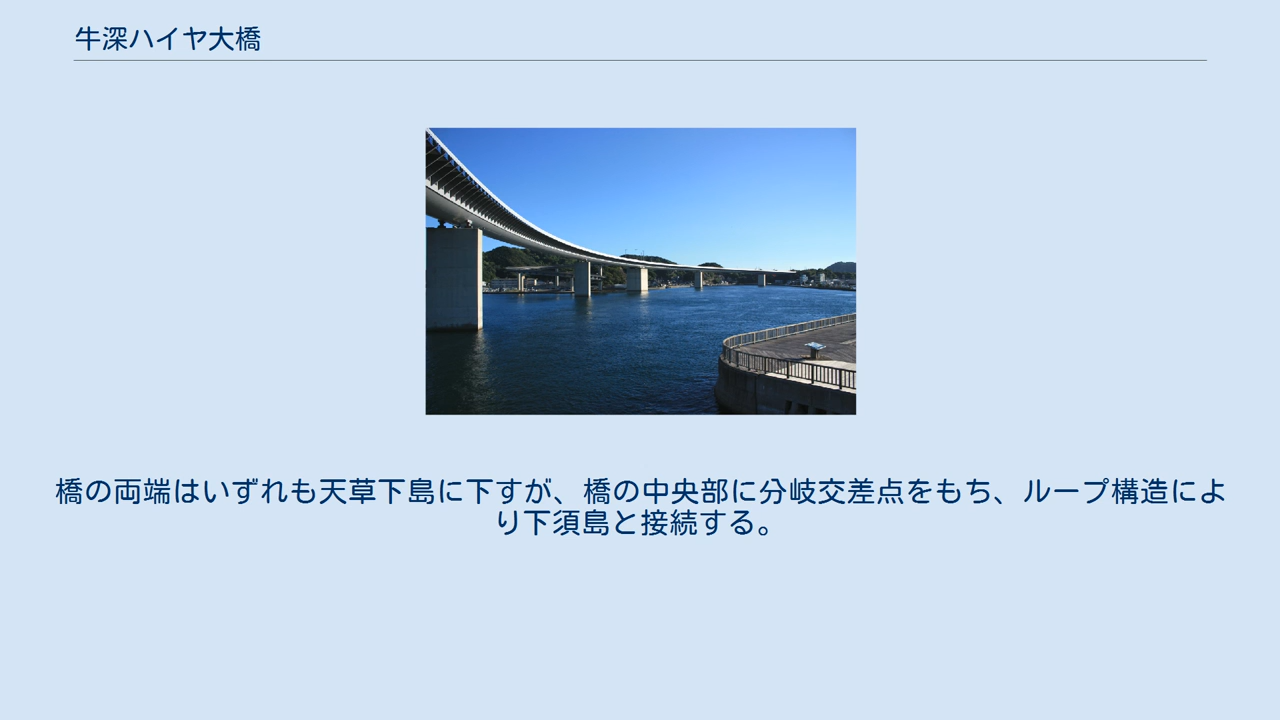 牛深ハイヤ大橋
橋の両端はいずれも天草下島に下すが、橋の中央部に分岐交差点をもち、ループ構造によ
り下須島と接続する。